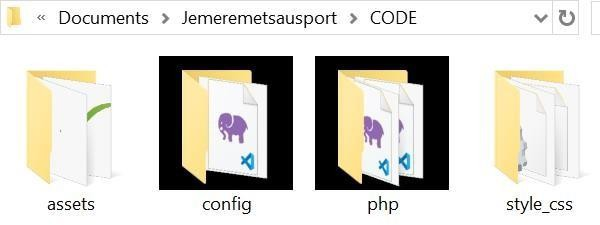 « Documents > Jemeremetsausport > CODE
assets
config
php
style_css